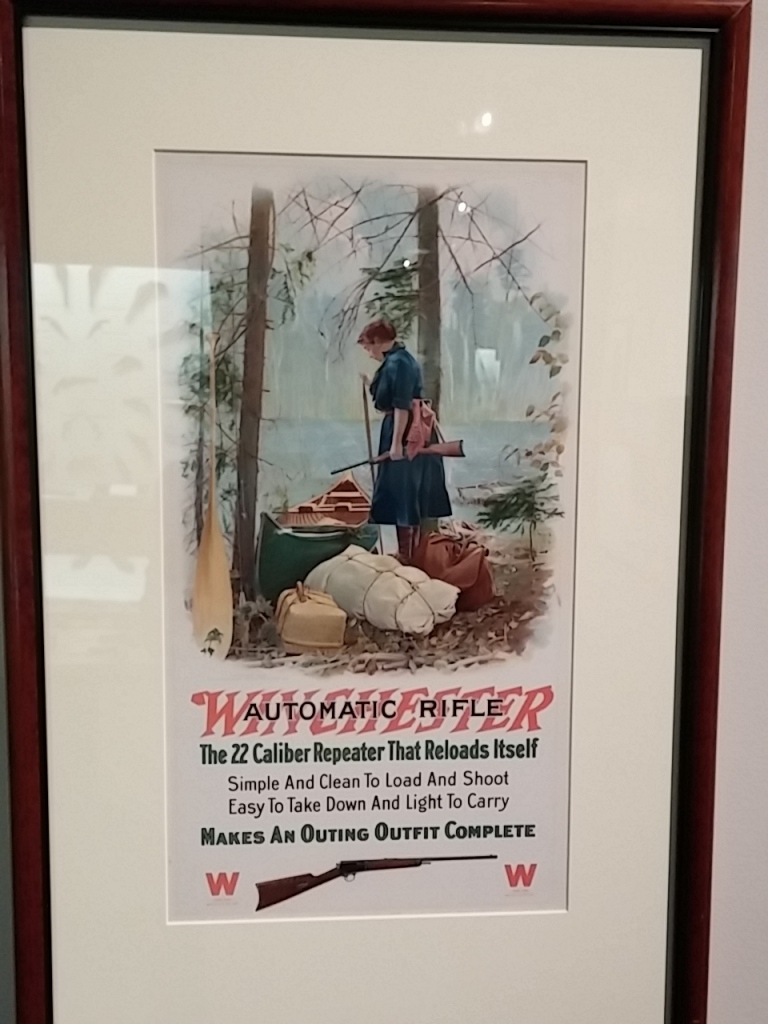 WINCHESTER
AUTOMATIC RIFLE
The 22 Caliber Repeater That Reloads Itself
Simple And Clean To Load And Shoot
Easy To Take Down And Light To Carry
MAKES AN OUTING OUTFIT COMPLETE
W W